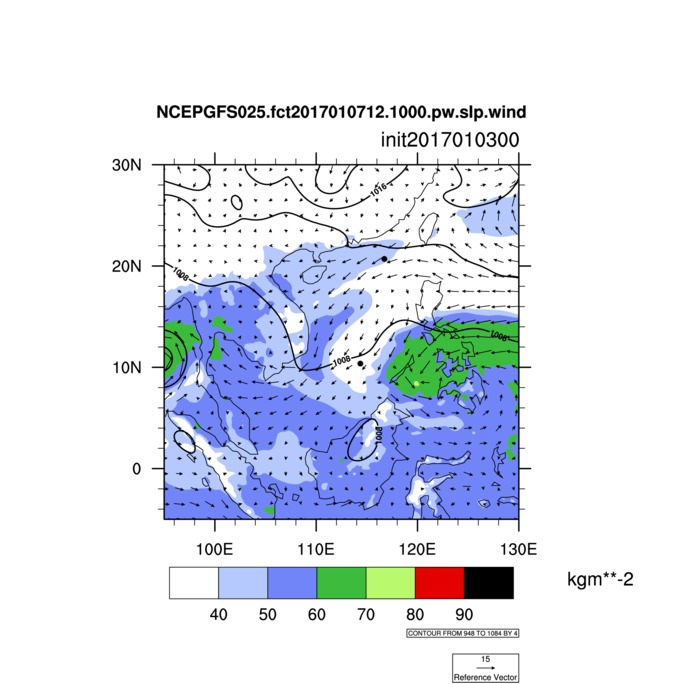 NCEPGFS025.fct2017010712.1000.pw.slp.wind
init2017010300
30N
1016
20N
1008
1008
10N
1008
1008
0
100E 110E 120E 130E
kgm**-2
40 50 60 70 80 90
CONTOUR FROM 948 TO 1084 BY 4
15
Reference Vector